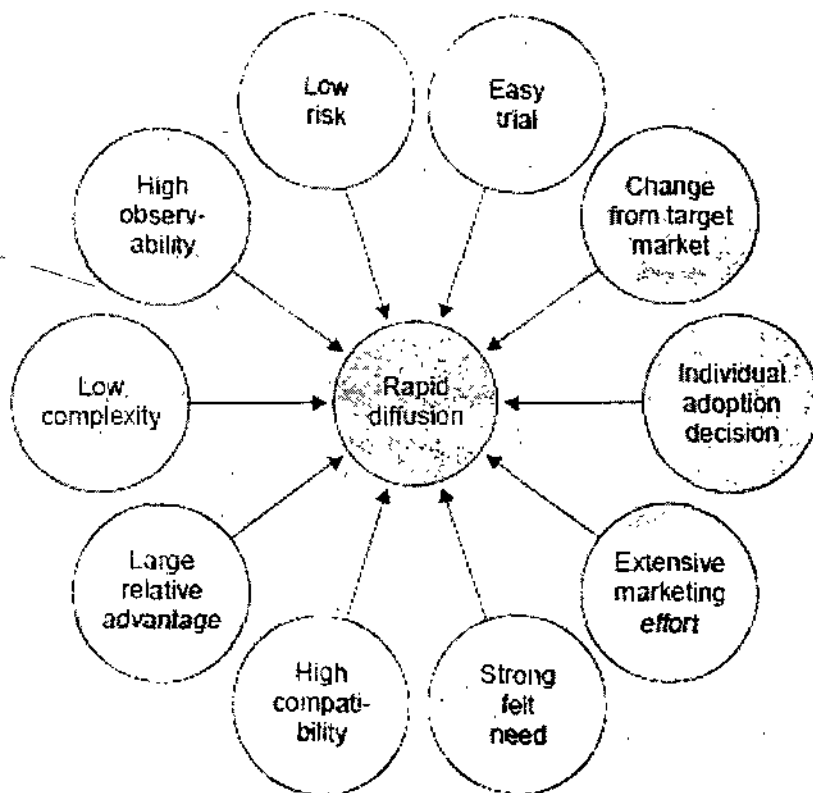 Low
risk
Easy
trial
High
observ-
ability
Change
from target
market
Low
complexity
Rapid
diffusion
Individual
adoption
decision
Large
relative
advantage
Extensive
marketing
effort
High
compati-
bility
Strong
felt
need